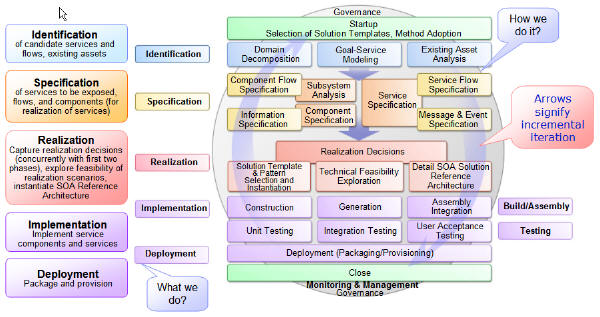 Identification
of candidate services and
flows, existing assets
Specification
of services to be exposed,
flows, and components (for
realization of services)
Realization
Capture realization decisions
(concurrently with first two
phases), explore feasibility
of realization scenarios,
instantiate SOA Reference
Architecture
Implementation
Implement service
components and services
Deployment
Package and provision
Identification
Specification
Realization
Implementation
Deployment
What we
do?
Governance
Startup
Selection of Solution Templates, Method Adoption
Domain
Decomposition
Goal-Service
Modeling
Existing Asset
Analysis
Component Flow
Specification
Subsystem
Analysis
Service
Specification
Service Flow
Specification
Information
Specification
Component
Specification
Message & Event
Specification
Realization Decisions
Solution Template
& Pattern
Selection and
Instantiation
Technical Feasibility
Exploration
Detail SOA Solution
Reference
Architecture
Construction
Generation
Assembly
Integration
Unit Testing
Integration Testing
User Acceptance
Testing
Deployment (Packaging/Provisioning)
Close
Monitoring & Management
Governance
How we
do it?
Arrows
signify
incremental
iteration
Build/Assembly
Testing